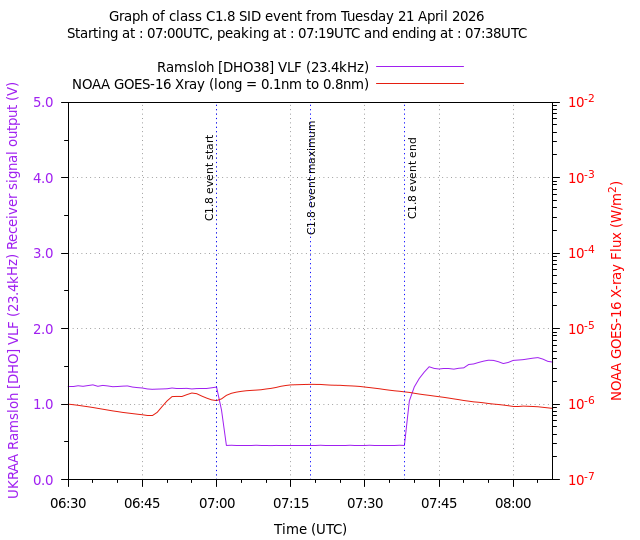 Graph of class C1.8 SID event from Tuesday 21 April 2026
Starting at : 07:00UTC, peaking at : 07:19UTC and ending at : 07:38UTC
Ramsloh [DHO38] VLF (23.4kHz)
NOAA GOES-16 Xray (long = 0.1nm to 0.8nm)
UKRAA Ramsloh [DHO] VLF (23.4kHz) Receiver signal output (V)
5.0
4.0
3.0
2.0
1.0
0.0
C1.8 event start
C1.8 event maximum
C1.8 event end
10-2
10-3
10-4
10-5
10-6
10-7
NOAA GOES-16 X-ray Flux (W/m2)
06:30 06:45 07:00 07:15 07:30 07:45 08:00
Time (UTC)